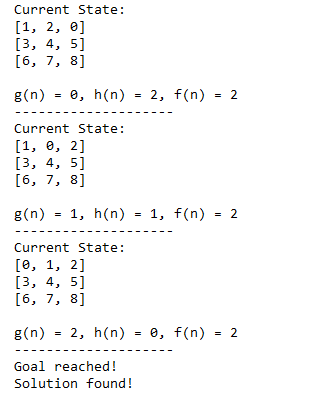 Current State:
[1, 2, 0]
[3, 4, 5]
[6, 7, 8]
g(n) = 0, h(n) = 2, f(n) = 2
--------------------
Current State:
[1, 0, 2]
[3, 4, 5]
[6, 7, 8]
g(n) = 1, h(n) = 1, f(n) = 2
--------------------
Current State:
[0, 1, 2]
[3, 4, 5]
[6, 7, 8]
g(n) = 2, h(n) = 0, f(n) = 2
--------------------
Goal reached!
Solution found!